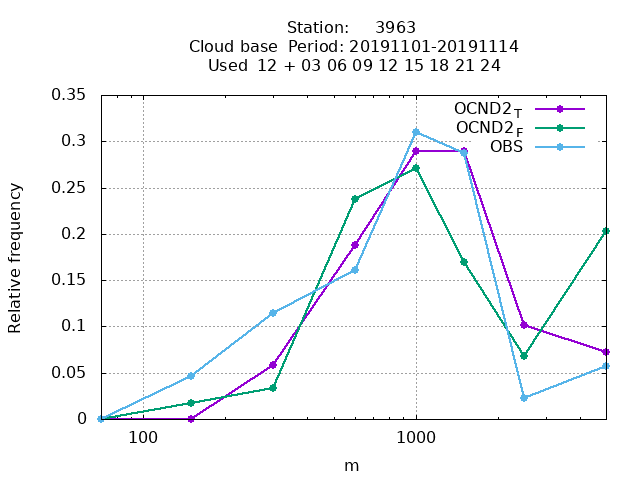 Station: 3963
Cloud base Period: 20191101-20191114
Used 12 + 03 06 09 12 15 18 21 24
0.35
0.3
0.25
0.2
0.15
0.1
0.05
0
Relative frequency
OCND2T
OCND2F
OBS
100
1000
m